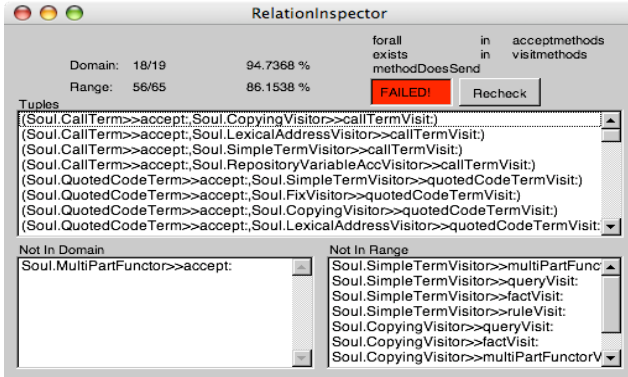 RelationInspector
forall in acceptmethods
exists in visitmethods
methodDoesSend
Domain: 18/19 94.7368 %
Range: 56/65 86.1538 %
FAILED! Recheck
Tuples
(Soul.CallTerm>>accept:,Soul.CopyingVisitor>>callTermVisit:)
(Soul.CallTerm>>accept:,Soul.LexicalAddressVisitor>>callTermVisit:)
(Soul.CallTerm>>accept:,Soul.SimpleTermVisitor>>callTermVisit:)
(Soul.CallTerm>>accept:,Soul.RepositoryVariableAccVisitor>>callTermVisit:)
(Soul.QuotedCodeTerm>>accept:,Soul.SimpleTermVisitor>>quotedCodeTermVisit:)
(Soul.QuotedCodeTerm>>accept:,Soul.FixVisitor>>quotedCodeTermVisit:)
(Soul.QuotedCodeTerm>>accept:,Soul.CopyingVisitor>>quotedCodeTermVisit:)
(Soul.QuotedCodeTerm>>accept:,Soul.LexicalAddressVisitor>>quotedCodeTermVisit:
Not In Domain
Soul.MultiPartFunctor>>accept:
Not In Range
Soul.SimpleTermVisitor>>multiPartFunc
Soul.SimpleTermVisitor>>queryVisit:
Soul.SimpleTermVisitor>>factVisit:
Soul.SimpleTermVisitor>>ruleVisit:
Soul.CopyingVisitor>>queryVisit:
Soul.CopyingVisitor>>factVisit:
Soul.CopyingVisitor>>multiPartFunctorV